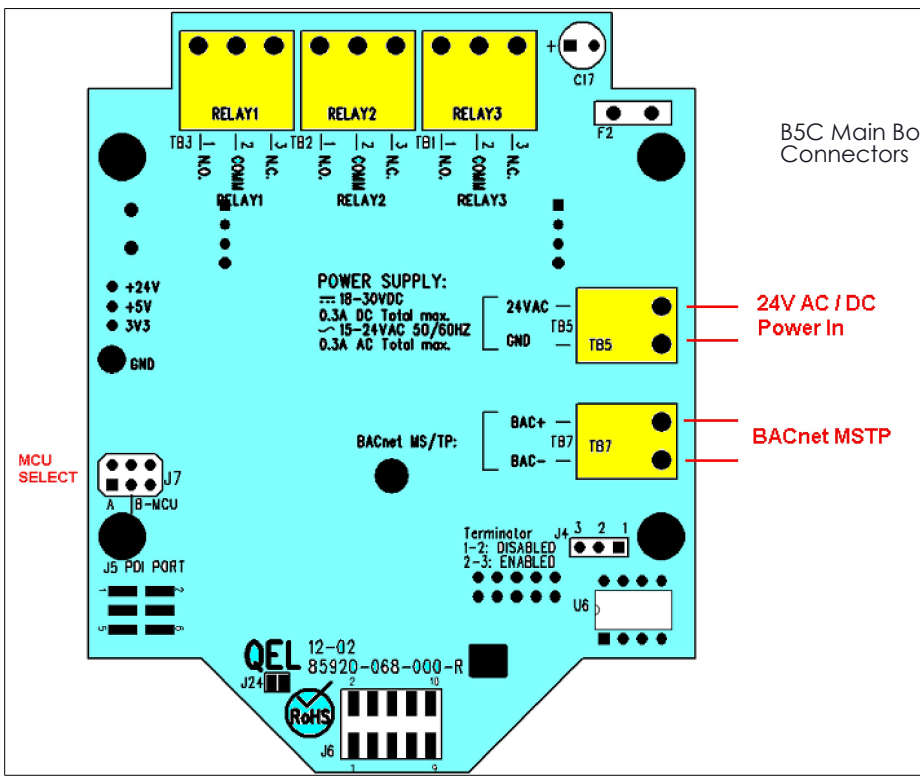 +
C17
RELAY1
RELAY2
RELAY3
F2
B5C Main Bo
Connectors
TB3 1 2 3 TB2 1 2 3 TB1 1 2 3
N.O. COMM N.C. N.O. COMM N.C. N.O. COMM N.C.
RELAY1
RELAY2
RELAY3
+24V
+5V
3V3
GND
POWER SUPPLY:
⎓ 18-30VDC
0.3A DC Total max.
~ 15-24VAC 50/60HZ
0.3A AC Total max.
24VAC
TB5
GND
TB5
24V AC / DC
Power In
BACnet MS/TP:
BAC+
TB7
BAC-
TB7
BACnet MSTP
MCU
SELECT
J7
A B-MCU
Terminator
1-2: DISABLED
2-3: ENABLED
J4 3 2 1
J5 PDI PORT
1 2
5 6
U6
QEL
12-02
85920-068-000-R
J24
RoHS
2 10
J6
1 9